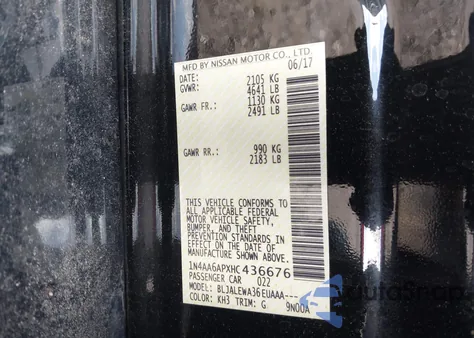 MFD BY NISSAN MOTOR CO., LTD.
DATE: 06/17
GVWR: 2105 KG
4641 LB
GAWR FR: 1130 KG
2491 LB
GAWR RR: 990 KG
2183 LB
THIS VEHICLE CONFORMS TO
ALL APPLICABLE FEDERAL
MOTOR VEHICLE SAFETY,
BUMPER, AND THEFT
PREVENTION STANDARDS IN
EFFECT ON THE DATE OF
MANUFACTURE SHOWN ABOVE.
1N4AA6APXHC436676
PASSENGER CAR 022
MODEL: BLJALEWA36EUAAA---
COLOR: KH3 TRIM: G 9N00A